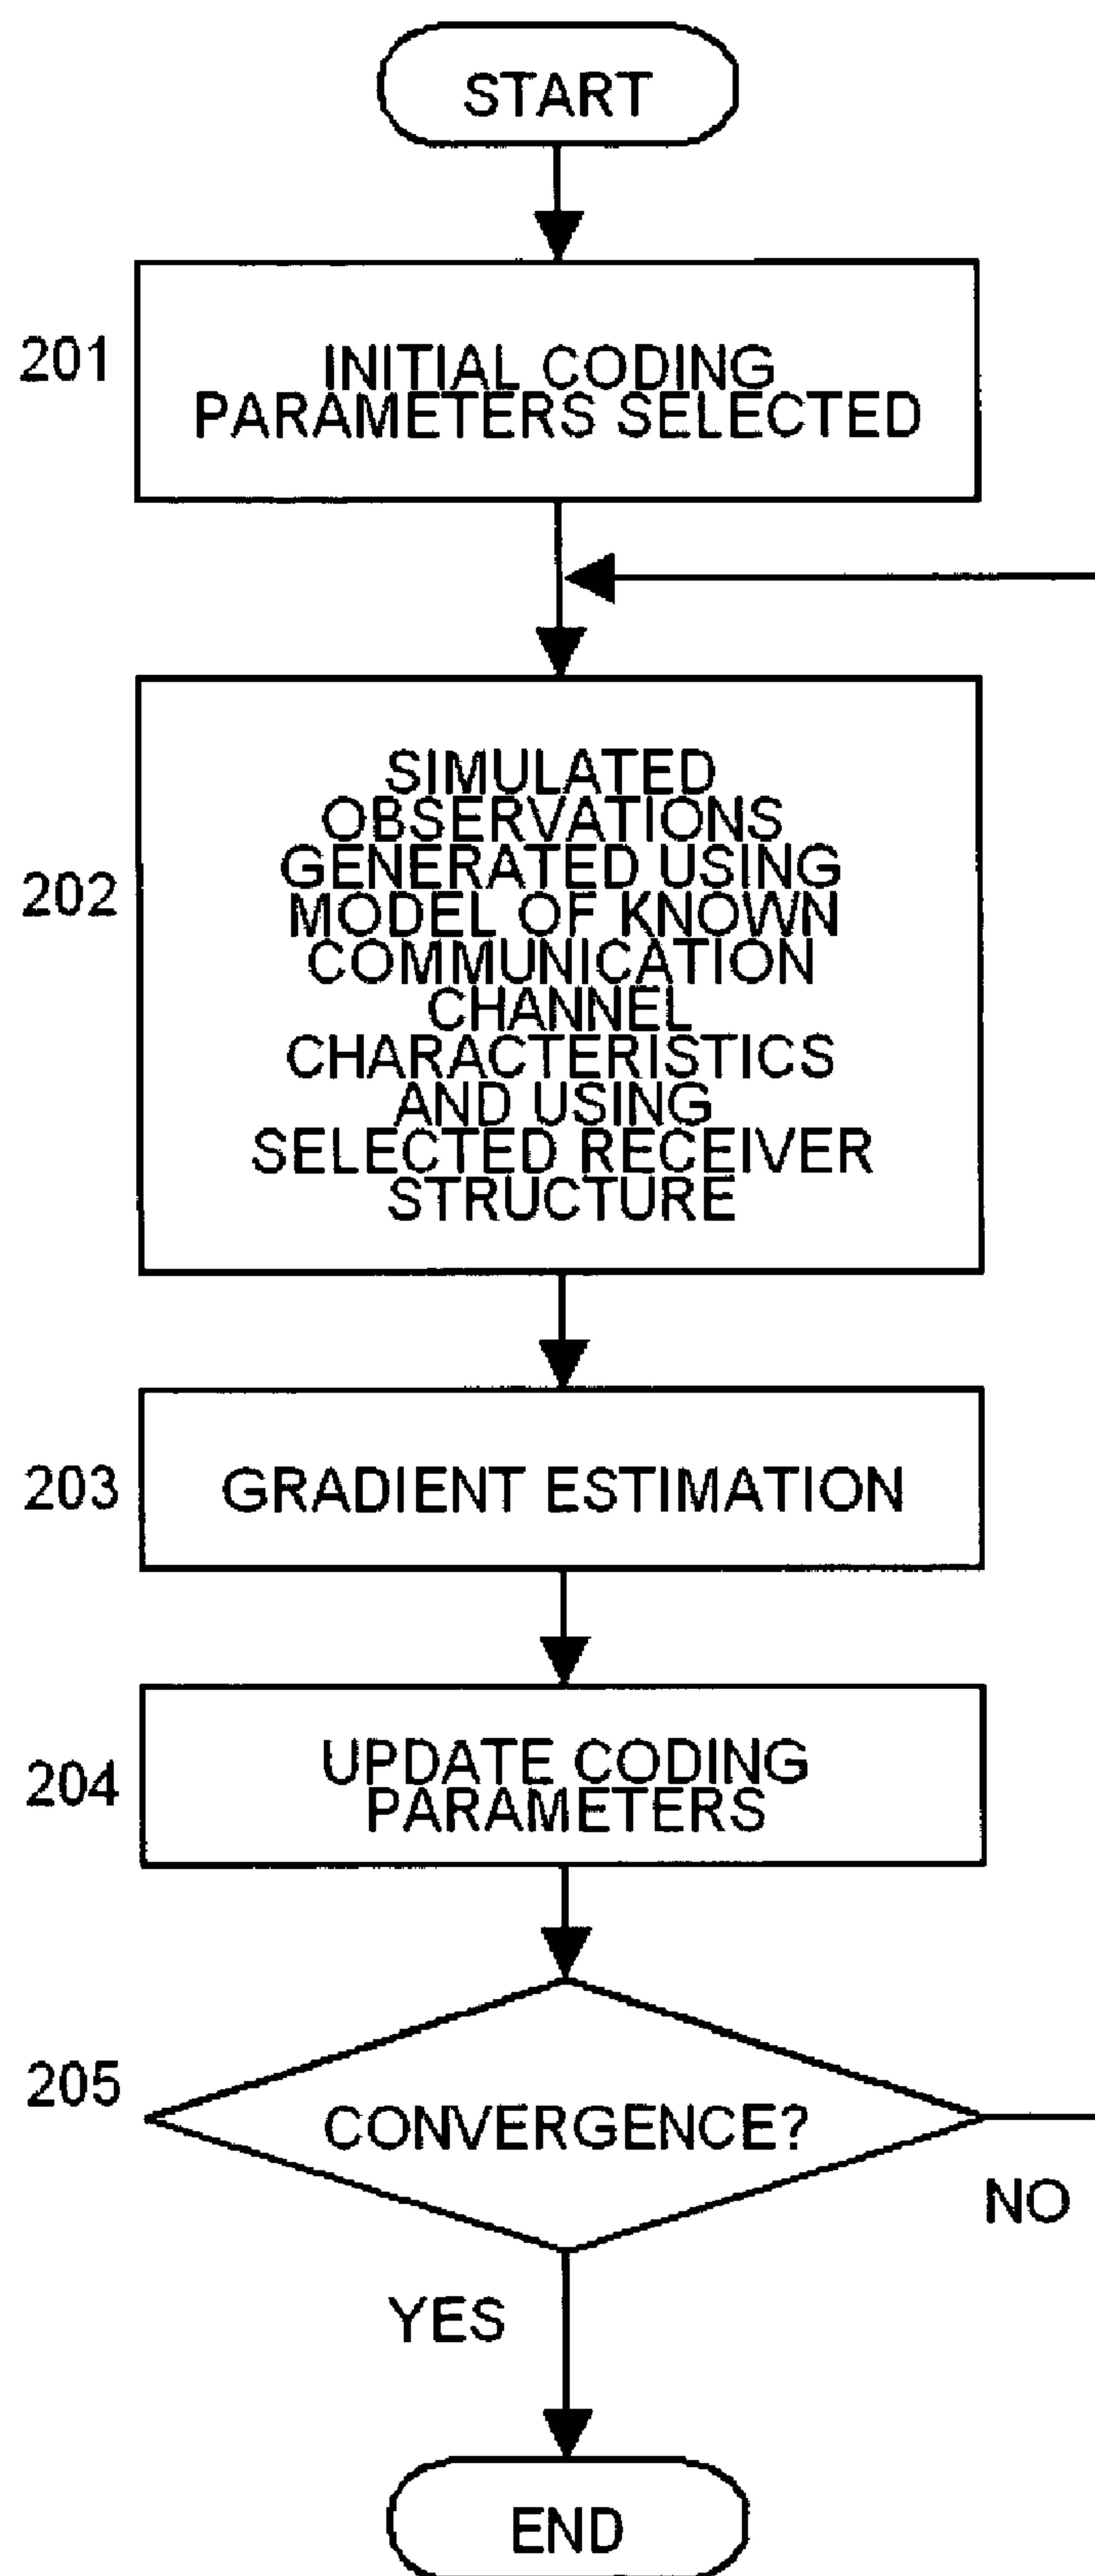 START
201
INITIAL CODING
PARAMETERS SELECTED
202
SIMULATED
OBSERVATIONS
GENERATED USING
MODEL OF KNOWN
COMMUNICATION
CHANNEL
CHARACTERISTICS
AND USING
SELECTED RECEIVER
STRUCTURE
203
GRADIENT ESTIMATION
204
UPDATE CODING
PARAMETERS
205
CONVERGENCE?
NO
YES
END